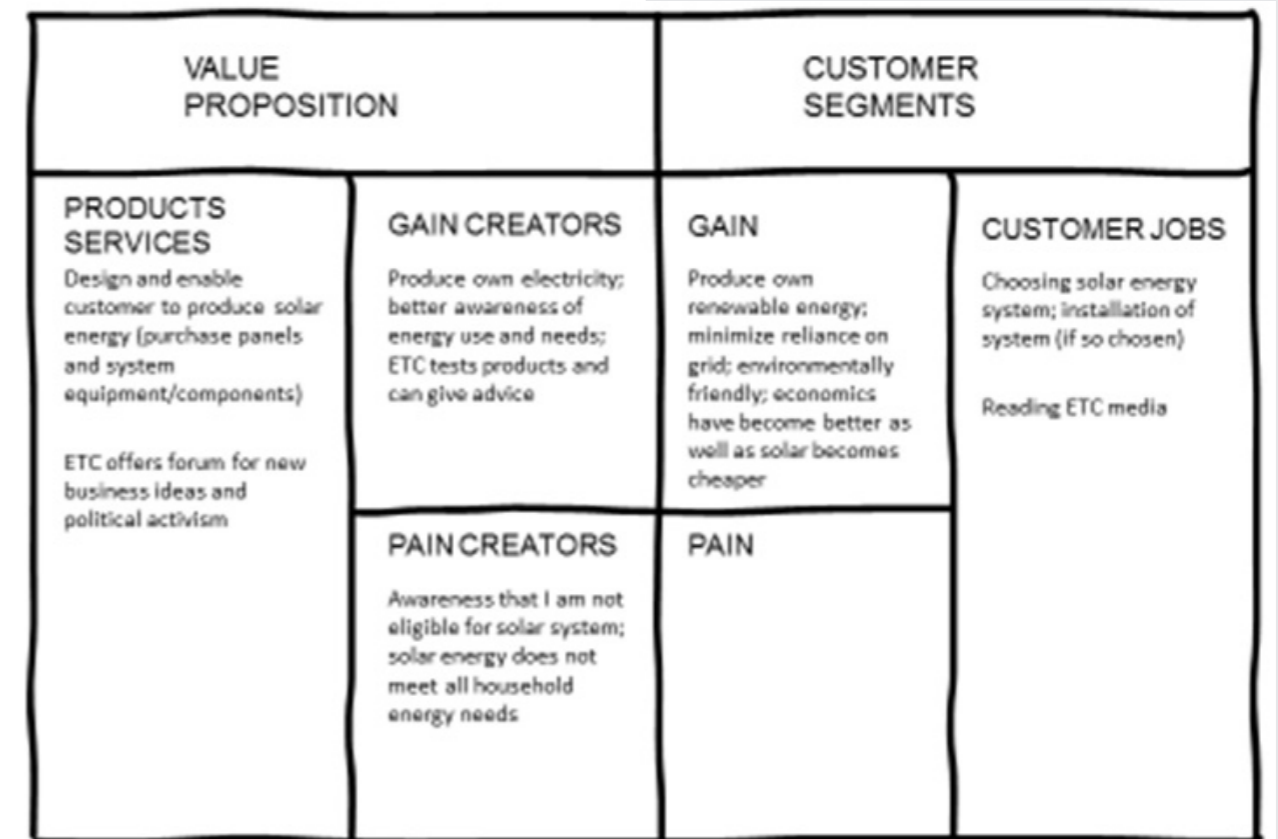 VALUE
PROPOSITION
CUSTOMER
SEGMENTS
PRODUCTS
SERVICES
Design and enable
customer to produce solar
energy (purchase panels
and system
equipment/components)
ETC offers forum for new
business ideas and
political activism
GAIN CREATORS
Produce own electricity;
better awareness of
energy use and needs;
ETC tests products and
can give advice
PAIN CREATORS
Awareness that I am not
eligible for solar system;
solar energy does not
meet all household
energy needs
GAIN
Produce own
renewable energy;
minimize reliance on
grid; environmentally
friendly; economics
have become better as
well as solar becomes
cheaper
PAIN
CUSTOMER JOBS
Choosing solar energy
system; installation of
system (if so chosen)
Reading ETC media